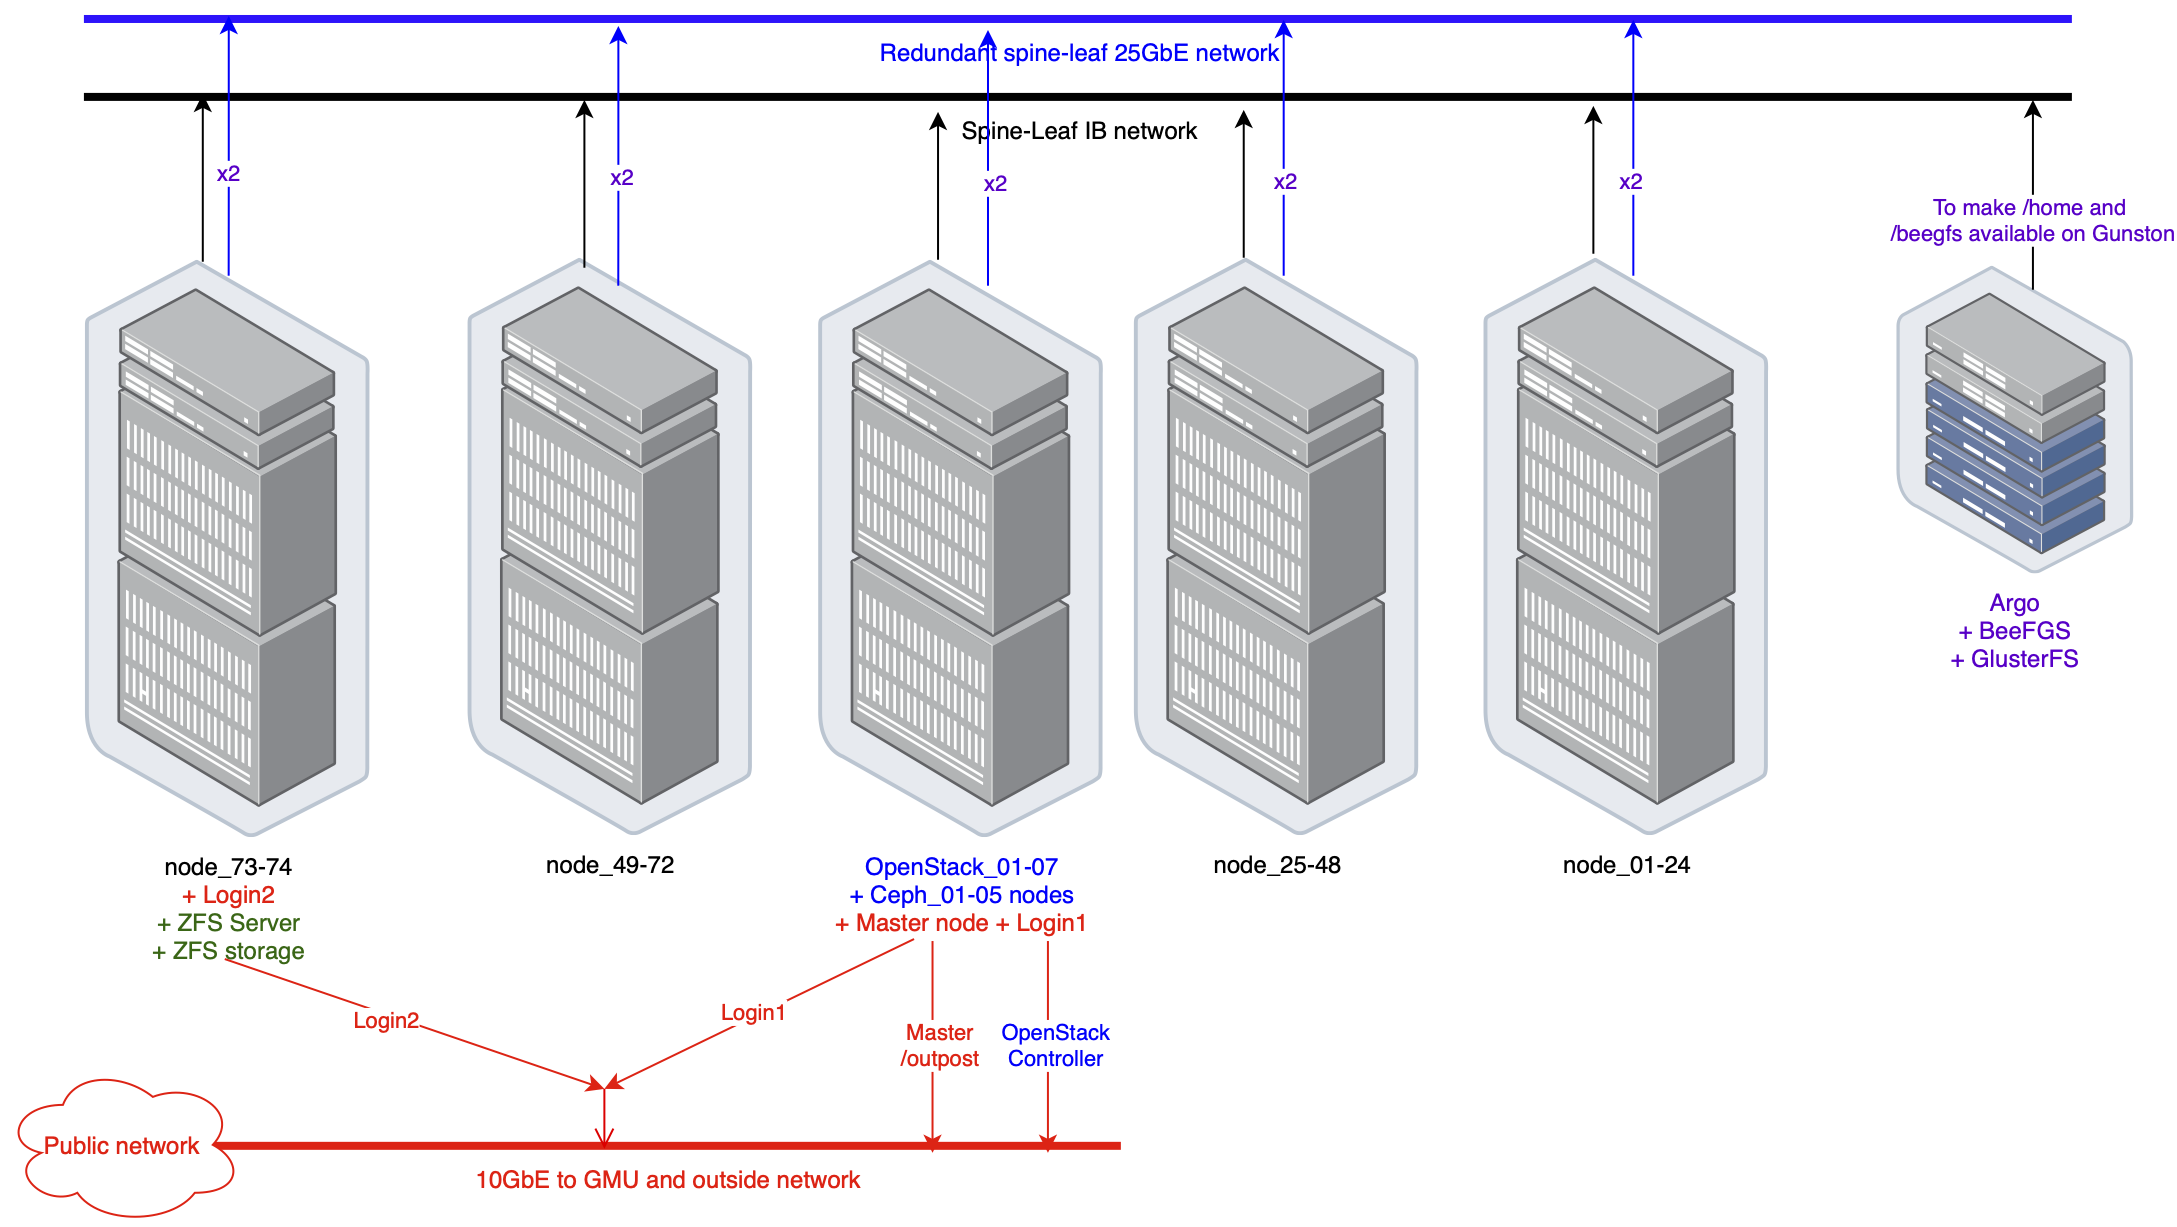 Redundant spine-leaf 25GbE network
Spine-Leaf IB network
x2
x2
x2
x2
x2
To make /home and
/beegfs available on Gunston
Argo
+ BeeFGS
+ GlusterFS
node_73-74
+ Login2
+ ZFS Server
+ ZFS storage
node_49-72
OpenStack_01-07
+ Ceph_01-05 nodes
+ Master node + Login1
node_25-48
node_01-24
Login2
Login1
Master
/outpost
OpenStack
Controller
Public network
10GbE to GMU and outside network